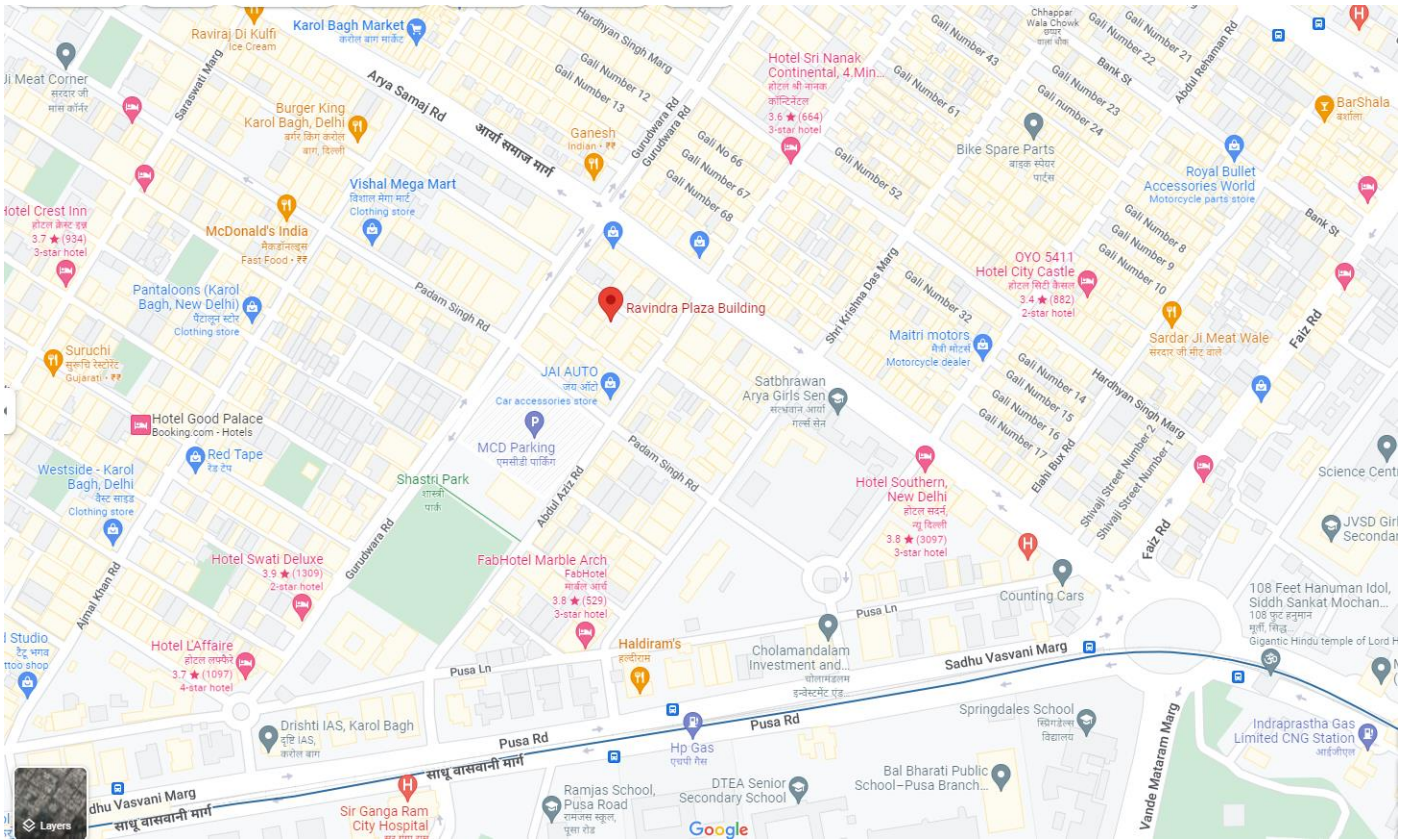 Raviraj Di Kulfi
Ice Cream
Karol Bagh Market
करोल बाग मार्केट
Hardhyan Singh Marg
Gali Number 12
Gali Number 13
Arya Samaj Rd
आर्या समाज मार्ग
Saraswati Marg
Ji Meat Corner
सरदार जी
मास कॉर्नर
Burger King
Karol Bagh, Delhi
बर्गर किंग करोल
बाग, दिल्ली
Ganesh
Indian • ₹₹
Gurudwara Rd
Gurudwara Rd
Gali No 66
Gali Number 67
Gali Number 68
Hotel Sri Nanak
Continental, 4.Min...
होटल श्री नानक
कॉन्टिनेंटल
3.6 ★ (664)
3-star hotel
Gali Number 43
Gali Number 61
Gali Number 52
Chhappar
Wala Chowk
छप्पर
वाला चौक
Gali Number 21
Gali Number 22
Bank St
Gali Number 23
Gali number 24
Abdul Rehaman Rd
Bike Spare Parts
बाइक स्पेयर
पार्ट्स
BarShala
बर्शाला
Royal Bullet
Accessories World
Motorcycle parts store
Bank St
Vishal Mega Mart
विशाल मेगा मार्ट
Clothing store
Hotel Crest Inn
होटल क्रेस्ट इन्न
3.7 ★ (934)
3-star hotel
McDonald's India
मैकडॉनल्ड्स
Fast Food • ₹₹
Pantaloons (Karol
Bagh, New Delhi)
पैंटालून स्टोर
Clothing store
Padam Singh Rd
Ravindra Plaza Building
Shri Krishna Das Marg
Gali Number 32
Gali Number 8
Gali Number 9
Gali Number 10
OYO 5411
Hotel City Castle
होटल सिटी कैसल
3.4 ★ (882)
2-star hotel
Sardar Ji Meat Wale
सरदार जी मीट वाले
Faiz Rd
Maitri motors
मैत्री मोटर्स
Motorcycle dealer
Suruchi
सुरूचि रेस्टोरेंट
Gujarati • ₹₹
JAI AUTO
जय ऑटो
Car accessories store
Satbhrawan
Arya Girls Sen
सत्भ्रवान आर्या
गर्ल्स सेन
Gali Number 14
Gali Number 15
Gali Number 16
Gali Number 17
Hardhyan Singh Marg
Hotel Good Palace
Booking.com - Hotels
Red Tape
रेड टेप
MCD Parking
एमसीडी पार्किंग
Padam Singh Rd
Elahi Bux Rd
Shivaji Street Number 2
Shivaji Street Number 1
Science Cent
Westside - Karol
Bagh, Delhi
वेस्ट साइड
Clothing store
Shastri Park
शास्त्री
पार्क
Abdul Aziz Rd
Hotel Southern,
New Delhi
होटल सदर्न,
न्यू दिल्ली
3.8 ★ (3097)
3-star hotel
JVSD Girl
Secondar
Faiz Rd
Hotel Swati Deluxe
3.9 ★ (1309)
2-star hotel
Gurudwara Rd
FabHotel Marble Arch
FabHotel
मार्बल आर्च
3.8 ★ (529)
3-star hotel
Counting Cars
Ajmal Khan Rd
Pusa Ln
108 Feet Hanuman Idol,
Siddh Sankat Mochan...
108 फुट हनुमान
मूर्ती, सिद्ध
Gigantic Hindu temple of Lord H
d Studio
टैटू भगव
ttoo shop
Hotel L'Affaire
होटल लाफ्फैरे
3.7 ★ (1097)
4-star hotel
Haldiram's
हल्दीराम
Cholamandalam
Investment and...
चोलामंडलम
इन्वेस्टमेंट एंड
Sadhu Vasvani Marg
Pusa Ln
Drishti IAS, Karol Bagh
दृष्टि IAS,
करोल बाग
Pusa Rd
Pusa Rd
Hp Gas
एचपी गैस
Springdales School
स्प्रिंगडेल्स
विद्यालय
Vande Mataram Marg
Indraprastha Gas
Limited CNG Station
आईजीएल
साधू वासवानी मार्ग
Ramjas School,
Pusa Road
रामजस स्कूल,
पूसा रोड
DTEA Senior
Secondary School
Bal Bharati Public
School–Pusa Branch...
dhu Vasvani Marg
साधू वासवानी मार्ग
Sir Ganga Ram
City Hospital
Layers
Google